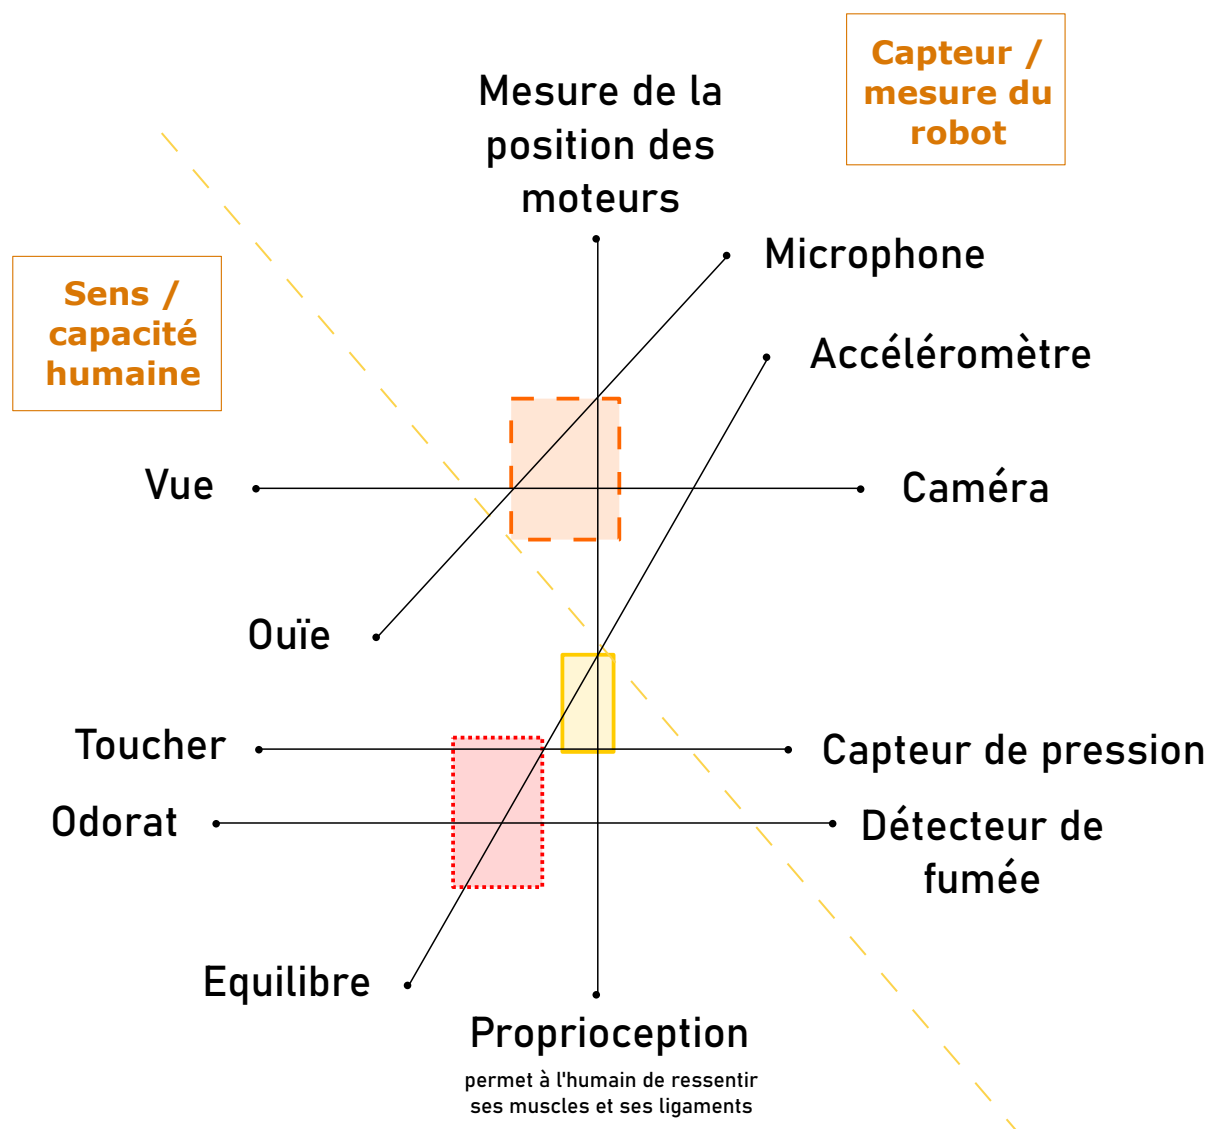 Capteur /
mesure du
robot
Mesure de la
position des
moteurs
Microphone
Sens /
capacité
humaine
Accéléromètre
Vue
Caméra
Ouïe
Toucher
Capteur de pression
Odorat
Détecteur de
fumée
Equilibre
Proprioception
permet à l'humain de ressentir
ses muscles et ses ligaments